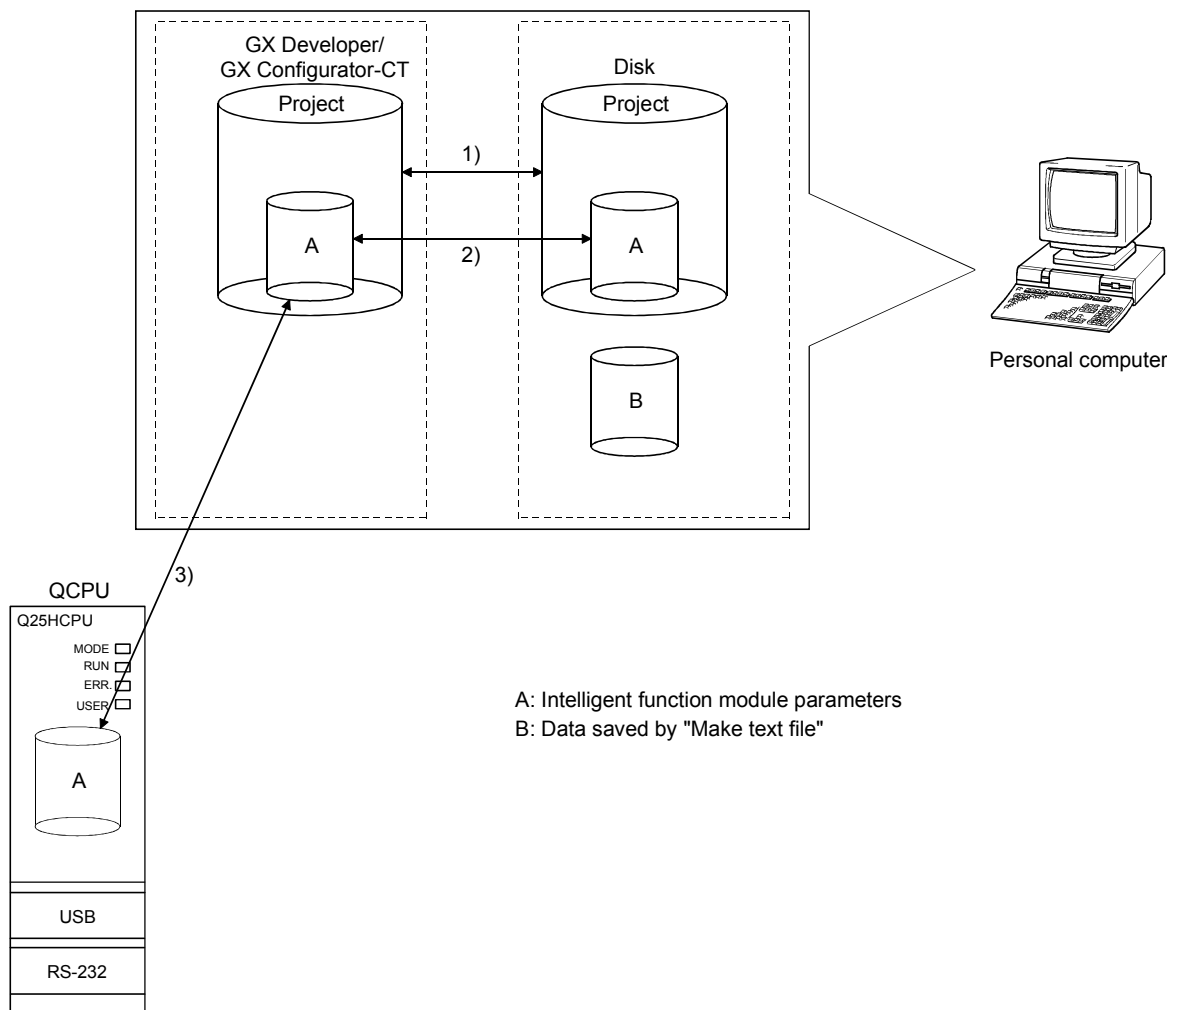 GX Developer/
GX Configurator-CT
Disk
Project
Project
1)
A
2)
A
Personal computer
B
3)
QCPU
Q25HCPU
MODE
RUN
ERR.
USER
A
A: Intelligent function module parameters
B: Data saved by "Make text file"
USB
RS-232